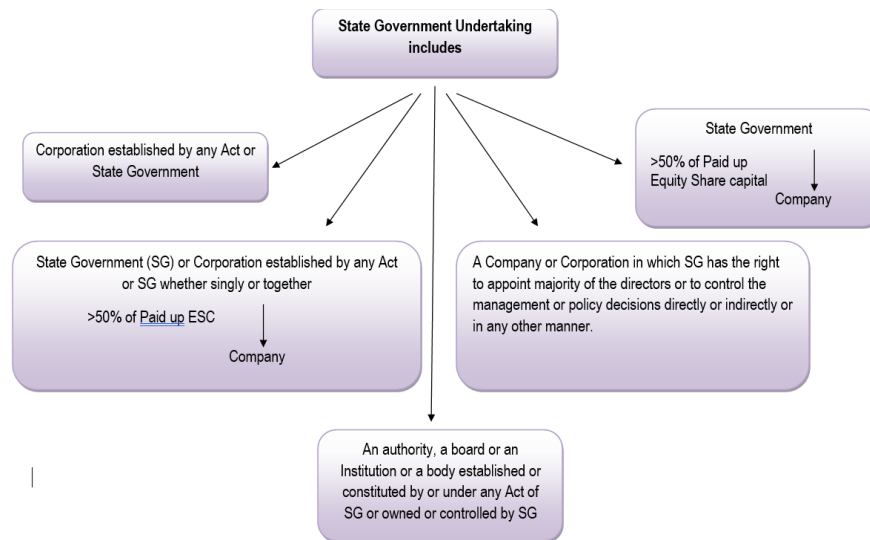 State Government Undertaking
includes
Corporation established by any Act or
State Government
State Government
>50% of Paid up
Equity Share capital
Company
State Government (SG) or Corporation established by any Act
or SG whether singly or together
>50% of Paid up ESC
Company
A Company or Corporation in which SG has the right
to appoint majority of the directors or to control the
management or policy decisions directly or indirectly or
in any other manner.
An authority, a board or an
Institution or a body established or
constituted by or under any Act of
SG or owned or controlled by SG